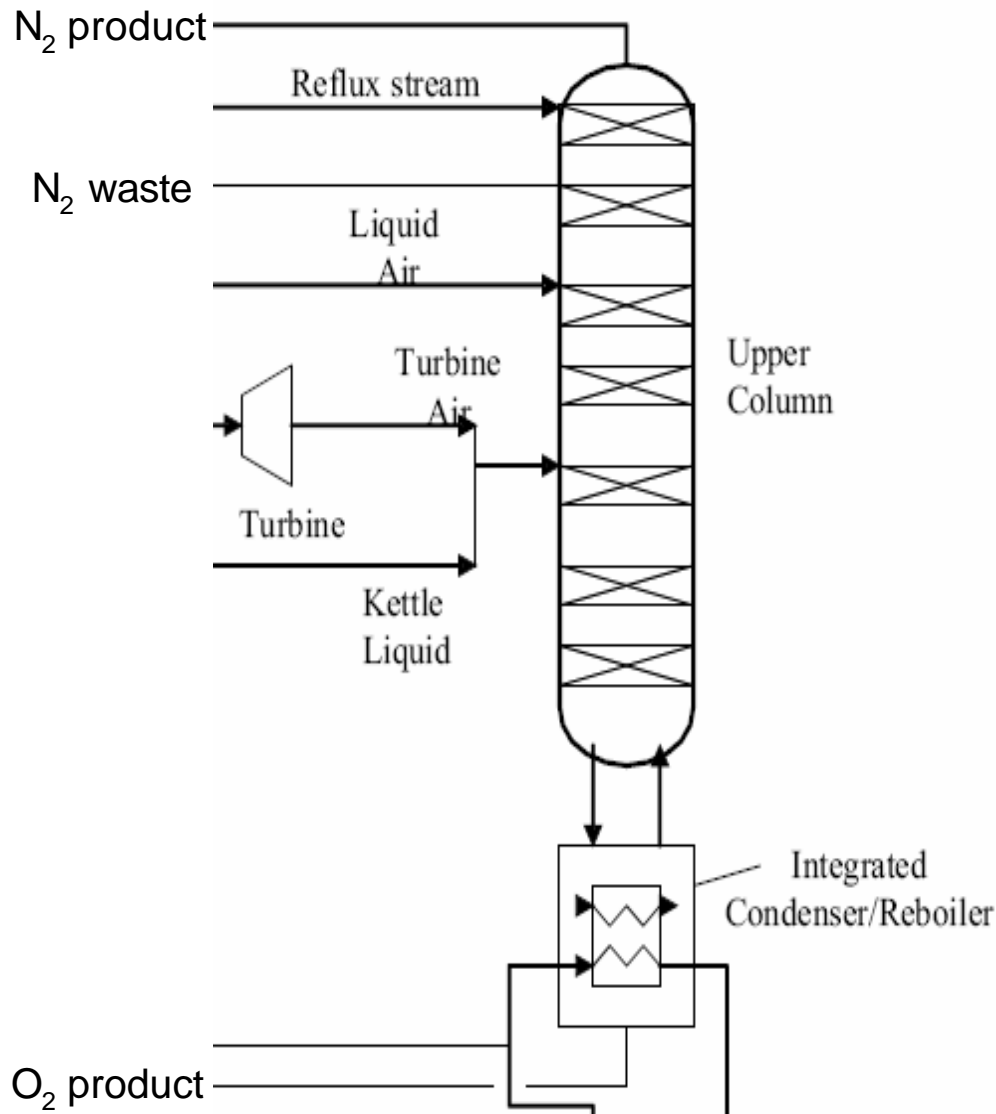 N₂ product
Reflux stream
N₂ waste
Liquid
Air
Turbine
Air
Upper
Column
Turbine
Kettle
Liquid
Integrated
Condenser/Reboiler
O₂ product